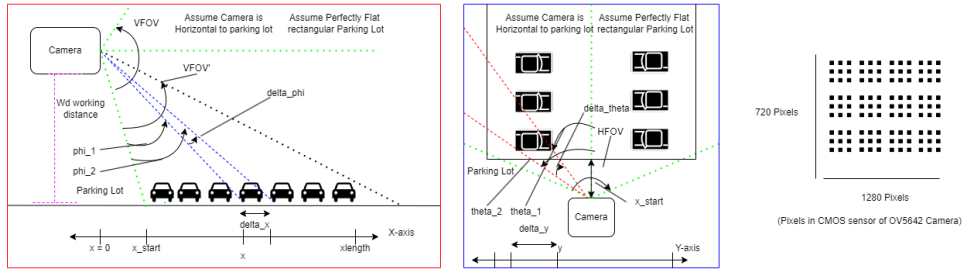 VFOV
Assume Camera is
Horizontal to parking lot
Assume Perfectly Flat
rectangular Parking Lot
Camera
VFOV'
delta_phi
Wd working
distance
phi_1
phi_2
Parking Lot
delta_x
X-axis
x = 0
x_start
x
xlength
Assume Camera is
Horizontal to parking lot
Assume Perfectly Flat
rectangular Parking Lot
delta_theta
HFOV
Parking Lot
theta_2
theta_1
Camera
x_start
delta_y
y
Y-axis
720 Pixels
1280 Pixels
(Pixels in CMOS sensor of OV5642 Camera)